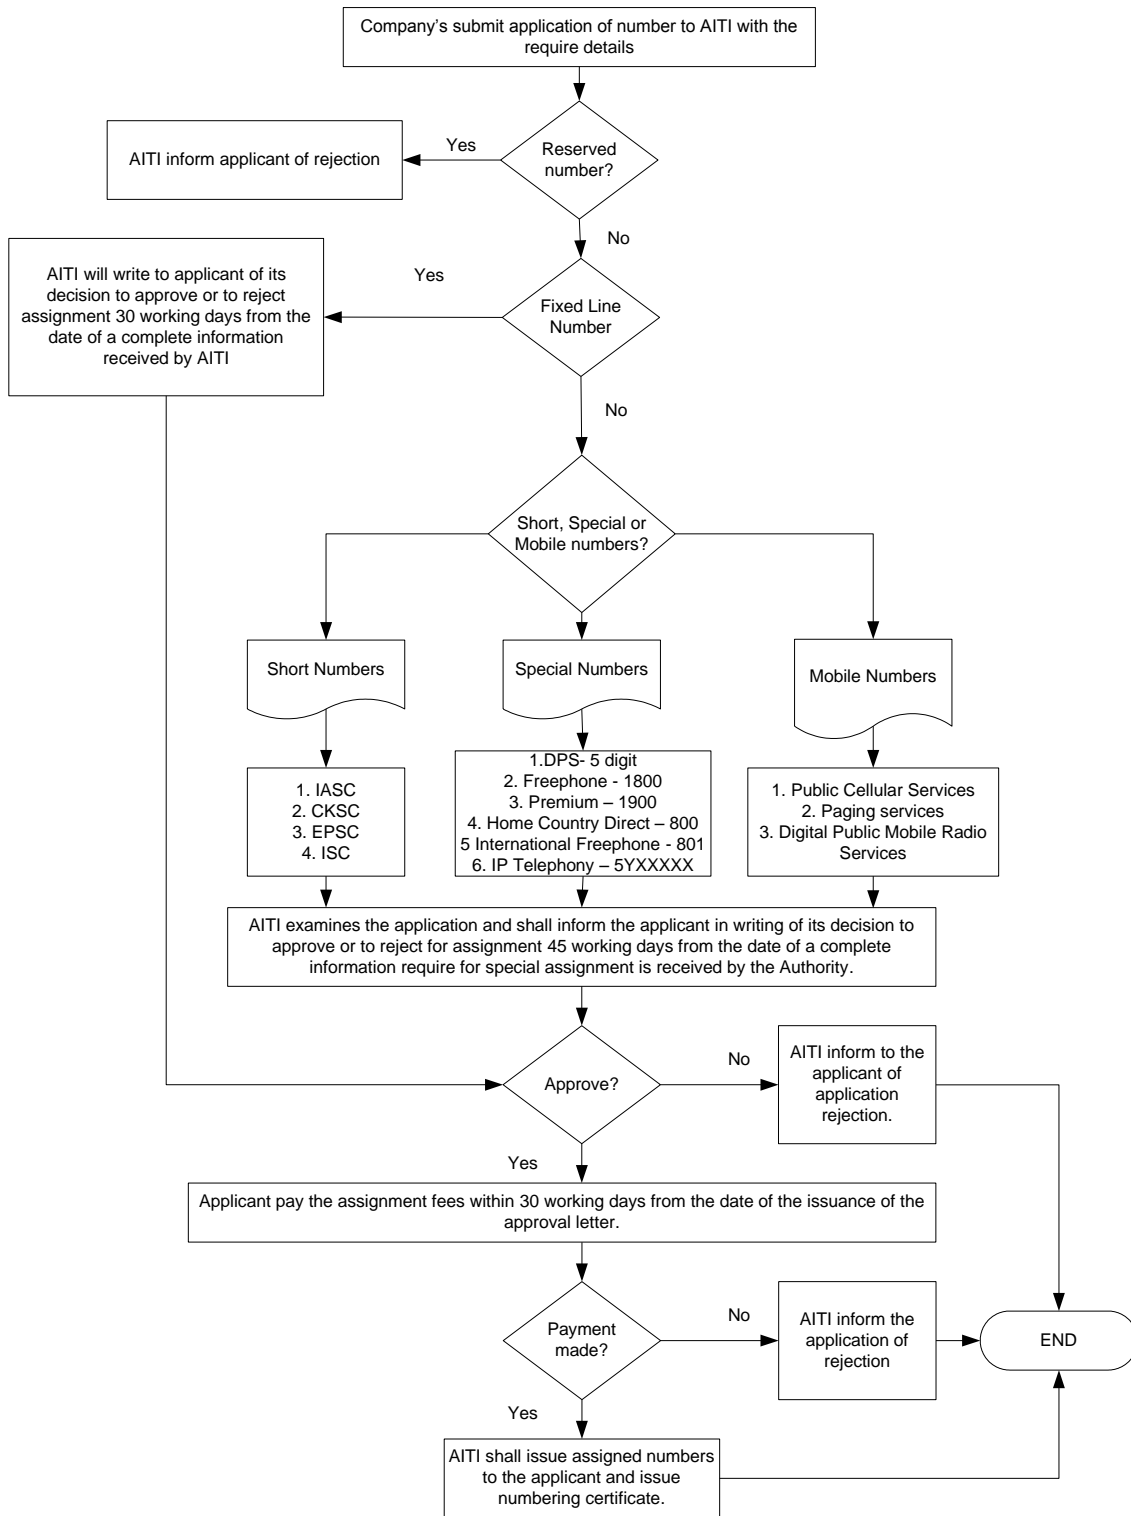 Company's submit application of number to AITI with the
require details
Reserved
number?
Yes
AITI inform applicant of rejection
No
Fixed Line
Number
Yes
AITI will write to applicant of its
decision to approve or to reject
assignment 30 working days from the
date of a complete information
received by AITI
No
Short, Special or
Mobile numbers?
Short Numbers
Special Numbers
Mobile Numbers
1. IASC
2. CKSC
3. EPSC
4. ISC
1.DPS- 5 digit
2. Freephone - 1800
3. Premium – 1900
4. Home Country Direct – 800
5 International Freephone - 801
6. IP Telephony – 5YXXXXX
1. Public Cellular Services
2. Paging services
3. Digital Public Mobile Radio
Services
AITI examines the application and shall inform the applicant in writing of its decision to
approve or to reject for assignment 45 working days from the date of a complete
information require for special assignment is received by the Authority.
Approve?
No
AITI inform to the
applicant of
application
rejection.
Yes
Applicant pay the assignment fees within 30 working days from the date of the issuance of the
approval letter.
Payment
made?
No
AITI inform the
application of
rejection
END
Yes
AITI shall issue assigned numbers
to the applicant and issue
numbering certificate.